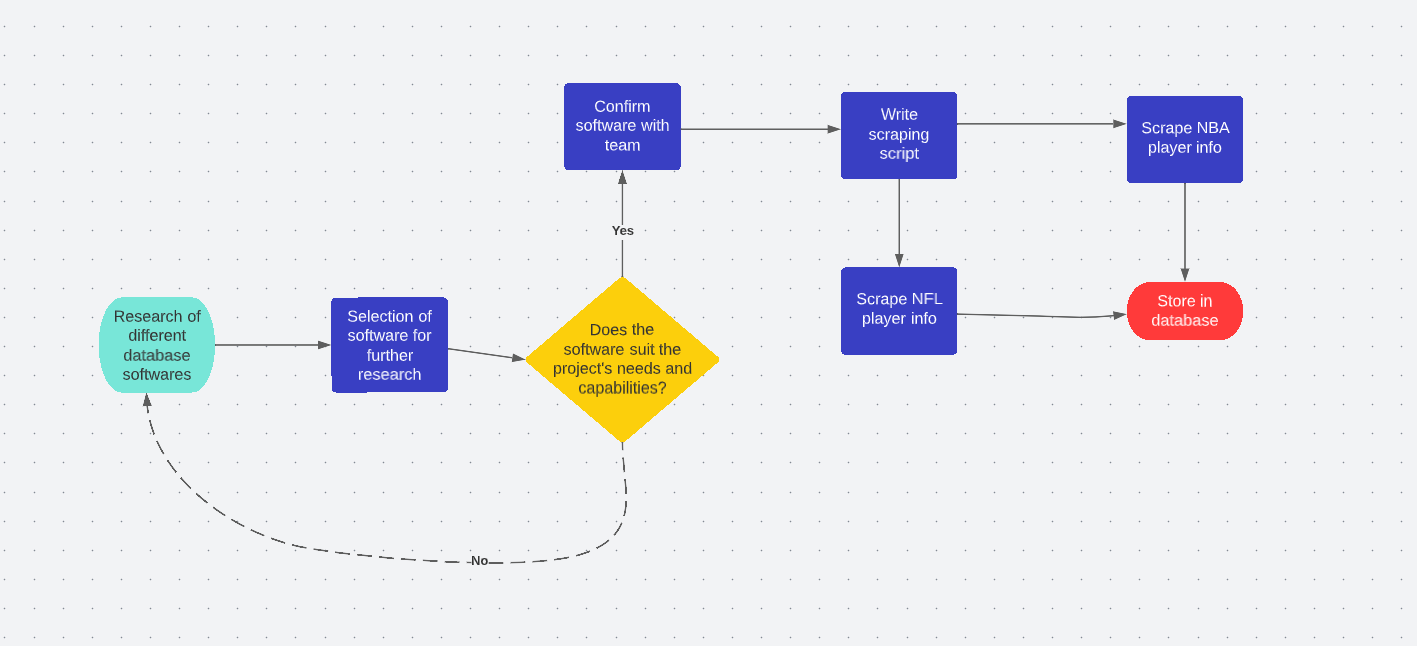 Research of
different
database
softwares
Selection of
software for
further
research
Does the
software suit the
project's needs and
capabilities?
Yes
No
Confirm
software with
team
Write
scraping
script
Scrape NBA
player info
Scrape NFL
player info
Store in
database